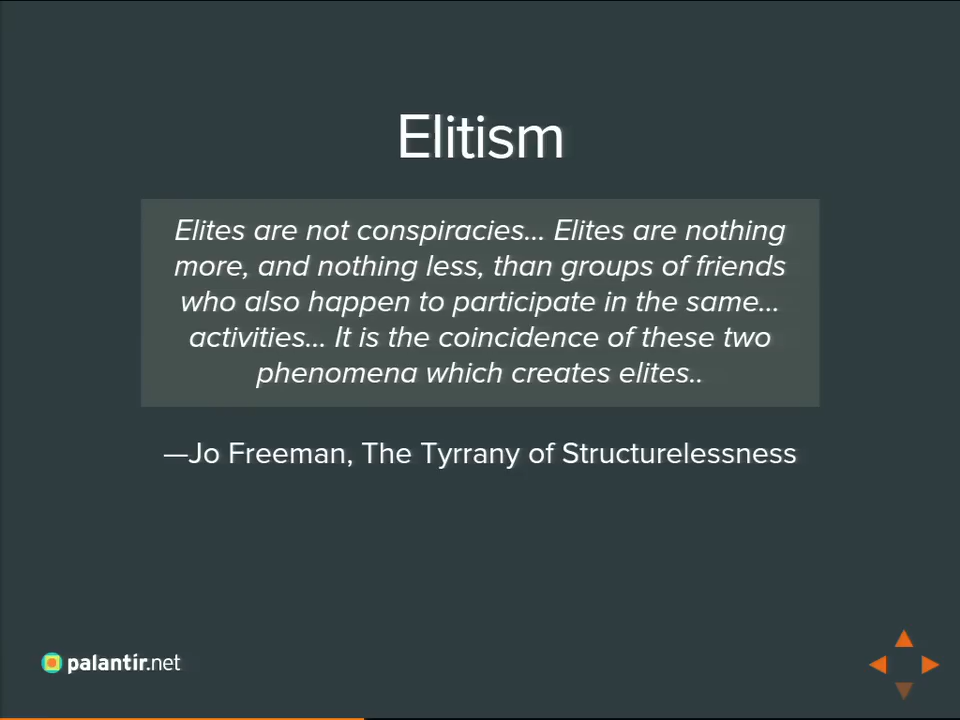 Elitism
Elites are not conspiracies... Elites are nothing
more, and nothing less, than groups of friends
who also happen to participate in the same...
activities... It is the coincidence of these two
phenomena which creates elites..
—Jo Freeman, The Tyrrany of Structurelessness
palantir.net